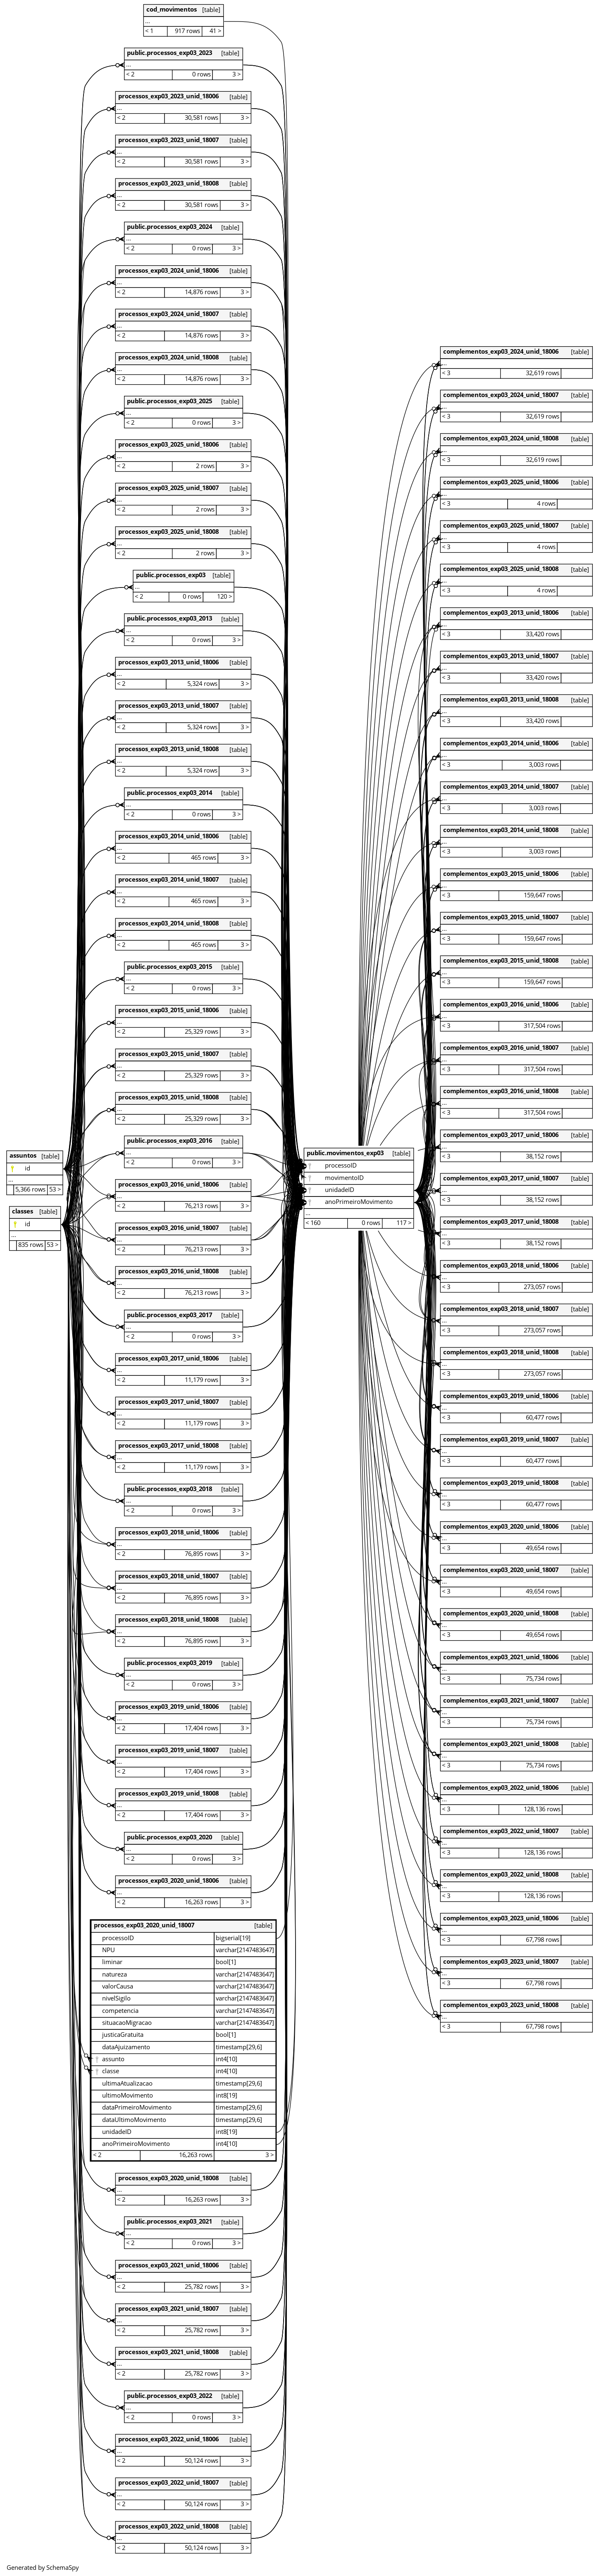 cod_movimentos [table]
...
< 1 917 rows 41 >
public.processos_exp03_2023 [table]
...
< 2 0 rows 3 >
processos_exp03_2023_unid_18006 [table]
...
< 2 30,581 rows 3 >
processos_exp03_2023_unid_18007 [table]
...
< 2 30,581 rows 3 >
processos_exp03_2023_unid_18008 [table]
...
< 2 30,581 rows 3 >
public.processos_exp03_2024 [table]
...
< 2 0 rows 3 >
processos_exp03_2024_unid_18006 [table]
...
< 2 14,876 rows 3 >
processos_exp03_2024_unid_18007 [table]
...
< 2 14,876 rows 3 >
processos_exp03_2024_unid_18008 [table]
...
< 2 14,876 rows 3 >
public.processos_exp03_2025 [table]
...
< 2 0 rows 3 >
processos_exp03_2025_unid_18006 [table]
...
< 2 2 rows 3 >
processos_exp03_2025_unid_18007 [table]
...
< 2 2 rows 3 >
processos_exp03_2025_unid_18008 [table]
...
< 2 2 rows 3 >
public.processos_exp03 [table]
...
< 2 0 rows 120 >
public.processos_exp03_2013 [table]
...
< 2 0 rows 3 >
processos_exp03_2013_unid_18006 [table]
...
< 2 5,324 rows 3 >
processos_exp03_2013_unid_18007 [table]
...
< 2 5,324 rows 3 >
processos_exp03_2013_unid_18008 [table]
...
< 2 5,324 rows 3 >
public.processos_exp03_2014 [table]
...
< 2 0 rows 3 >
processos_exp03_2014_unid_18006 [table]
...
< 2 465 rows 3 >
processos_exp03_2014_unid_18007 [table]
...
< 2 465 rows 3 >
processos_exp03_2014_unid_18008 [table]
...
< 2 465 rows 3 >
public.processos_exp03_2015 [table]
...
< 2 0 rows 3 >
processos_exp03_2015_unid_18006 [table]
...
< 2 25,329 rows 3 >
processos_exp03_2015_unid_18007 [table]
...
< 2 25,329 rows 3 >
processos_exp03_2015_unid_18008 [table]
...
< 2 25,329 rows 3 >
public.processos_exp03_2016 [table]
...
< 2 0 rows 3 >
processos_exp03_2016_unid_18006 [table]
...
< 2 76,213 rows 3 >
processos_exp03_2016_unid_18007 [table]
...
< 2 76,213 rows 3 >
processos_exp03_2016_unid_18008 [table]
...
< 2 76,213 rows 3 >
public.processos_exp03_2017 [table]
...
< 2 0 rows 3 >
processos_exp03_2017_unid_18006 [table]
...
< 2 11,179 rows 3 >
processos_exp03_2017_unid_18007 [table]
...
< 2 11,179 rows 3 >
processos_exp03_2017_unid_18008 [table]
...
< 2 11,179 rows 3 >
public.processos_exp03_2018 [table]
...
< 2 0 rows 3 >
processos_exp03_2018_unid_18006 [table]
...
< 2 76,895 rows 3 >
processos_exp03_2018_unid_18007 [table]
...
< 2 76,895 rows 3 >
processos_exp03_2018_unid_18008 [table]
...
< 2 76,895 rows 3 >
public.processos_exp03_2019 [table]
...
< 2 0 rows 3 >
processos_exp03_2019_unid_18006 [table]
...
< 2 17,404 rows 3 >
processos_exp03_2019_unid_18007 [table]
...
< 2 17,404 rows 3 >
processos_exp03_2019_unid_18008 [table]
...
< 2 17,404 rows 3 >
public.processos_exp03_2020 [table]
...
< 2 0 rows 3 >
processos_exp03_2020_unid_18006 [table]
...
< 2 16,263 rows 3 >
processos_exp03_2020_unid_18007 [table]
processoID bigserial[19]
NPU varchar[2147483647]
liminar bool[1]
natureza varchar[2147483647]
valorCausa varchar[2147483647]
nivelSigilo varchar[2147483647]
competencia varchar[2147483647]
situacaoMigracao varchar[2147483647]
justicaGratuita bool[1]
dataAjuizamento timestamp[29,6]
assunto int4[10]
classe int4[10]
ultimaAtualizacao timestamp[29,6]
ultimoMovimento int8[19]
dataPrimeiroMovimento timestamp[29,6]
dataUltimoMovimento timestamp[29,6]
unidadeID int8[19]
anoPrimeiroMovimento int4[10]
< 2 16,263 rows 3 >
processos_exp03_2020_unid_18008 [table]
...
< 2 16,263 rows 3 >
public.processos_exp03_2021 [table]
...
< 2 0 rows 3 >
processos_exp03_2021_unid_18006 [table]
...
< 2 25,782 rows 3 >
processos_exp03_2021_unid_18007 [table]
...
< 2 25,782 rows 3 >
processos_exp03_2021_unid_18008 [table]
...
< 2 25,782 rows 3 >
public.processos_exp03_2022 [table]
...
< 2 0 rows 3 >
processos_exp03_2022_unid_18006 [table]
...
< 2 50,124 rows 3 >
processos_exp03_2022_unid_18007 [table]
...
< 2 50,124 rows 3 >
processos_exp03_2022_unid_18008 [table]
...
< 2 50,124 rows 3 >
assuntos [table]
id
...
5,366 rows 53 >
classes [table]
id
...
835 rows 53 >
public.movimentos_exp03 [table]
processoID
movimentoID
unidadeID
anoPrimeiroMovimento
...
< 160 0 rows 117 >
complementos_exp03_2024_unid_18006 [table]
...
< 3 32,619 rows
complementos_exp03_2024_unid_18007 [table]
...
< 3 32,619 rows
complementos_exp03_2024_unid_18008 [table]
...
< 3 32,619 rows
complementos_exp03_2025_unid_18006 [table]
...
< 3 4 rows
complementos_exp03_2025_unid_18007 [table]
...
< 3 4 rows
complementos_exp03_2025_unid_18008 [table]
...
< 3 4 rows
complementos_exp03_2013_unid_18006 [table]
...
< 3 33,420 rows
complementos_exp03_2013_unid_18007 [table]
...
< 3 33,420 rows
complementos_exp03_2013_unid_18008 [table]
...
< 3 33,420 rows
complementos_exp03_2014_unid_18006 [table]
...
< 3 3,003 rows
complementos_exp03_2014_unid_18007 [table]
...
< 3 3,003 rows
complementos_exp03_2014_unid_18008 [table]
...
< 3 3,003 rows
complementos_exp03_2015_unid_18006 [table]
...
< 3 159,647 rows
complementos_exp03_2015_unid_18007 [table]
...
< 3 159,647 rows
complementos_exp03_2015_unid_18008 [table]
...
< 3 159,647 rows
complementos_exp03_2016_unid_18006 [table]
...
< 3 317,504 rows
complementos_exp03_2016_unid_18007 [table]
...
< 3 317,504 rows
complementos_exp03_2016_unid_18008 [table]
...
< 3 317,504 rows
complementos_exp03_2017_unid_18006 [table]
...
< 3 38,152 rows
complementos_exp03_2017_unid_18007 [table]
...
< 3 38,152 rows
complementos_exp03_2017_unid_18008 [table]
...
< 3 38,152 rows
complementos_exp03_2018_unid_18006 [table]
...
< 3 273,057 rows
complementos_exp03_2018_unid_18007 [table]
...
< 3 273,057 rows
complementos_exp03_2018_unid_18008 [table]
...
< 3 273,057 rows
complementos_exp03_2019_unid_18006 [table]
...
< 3 60,477 rows
complementos_exp03_2019_unid_18007 [table]
...
< 3 60,477 rows
complementos_exp03_2019_unid_18008 [table]
...
< 3 60,477 rows
complementos_exp03_2020_unid_18006 [table]
...
< 3 49,654 rows
complementos_exp03_2020_unid_18007 [table]
...
< 3 49,654 rows
complementos_exp03_2020_unid_18008 [table]
...
< 3 49,654 rows
complementos_exp03_2021_unid_18006 [table]
...
< 3 75,734 rows
complementos_exp03_2021_unid_18007 [table]
...
< 3 75,734 rows
complementos_exp03_2021_unid_18008 [table]
...
< 3 75,734 rows
complementos_exp03_2022_unid_18006 [table]
...
< 3 128,136 rows
complementos_exp03_2022_unid_18007 [table]
...
< 3 128,136 rows
complementos_exp03_2022_unid_18008 [table]
...
< 3 128,136 rows
complementos_exp03_2023_unid_18006 [table]
...
< 3 67,798 rows
complementos_exp03_2023_unid_18007 [table]
...
< 3 67,798 rows
complementos_exp03_2023_unid_18008 [table]
...
< 3 67,798 rows
Generated by SchemaSpy